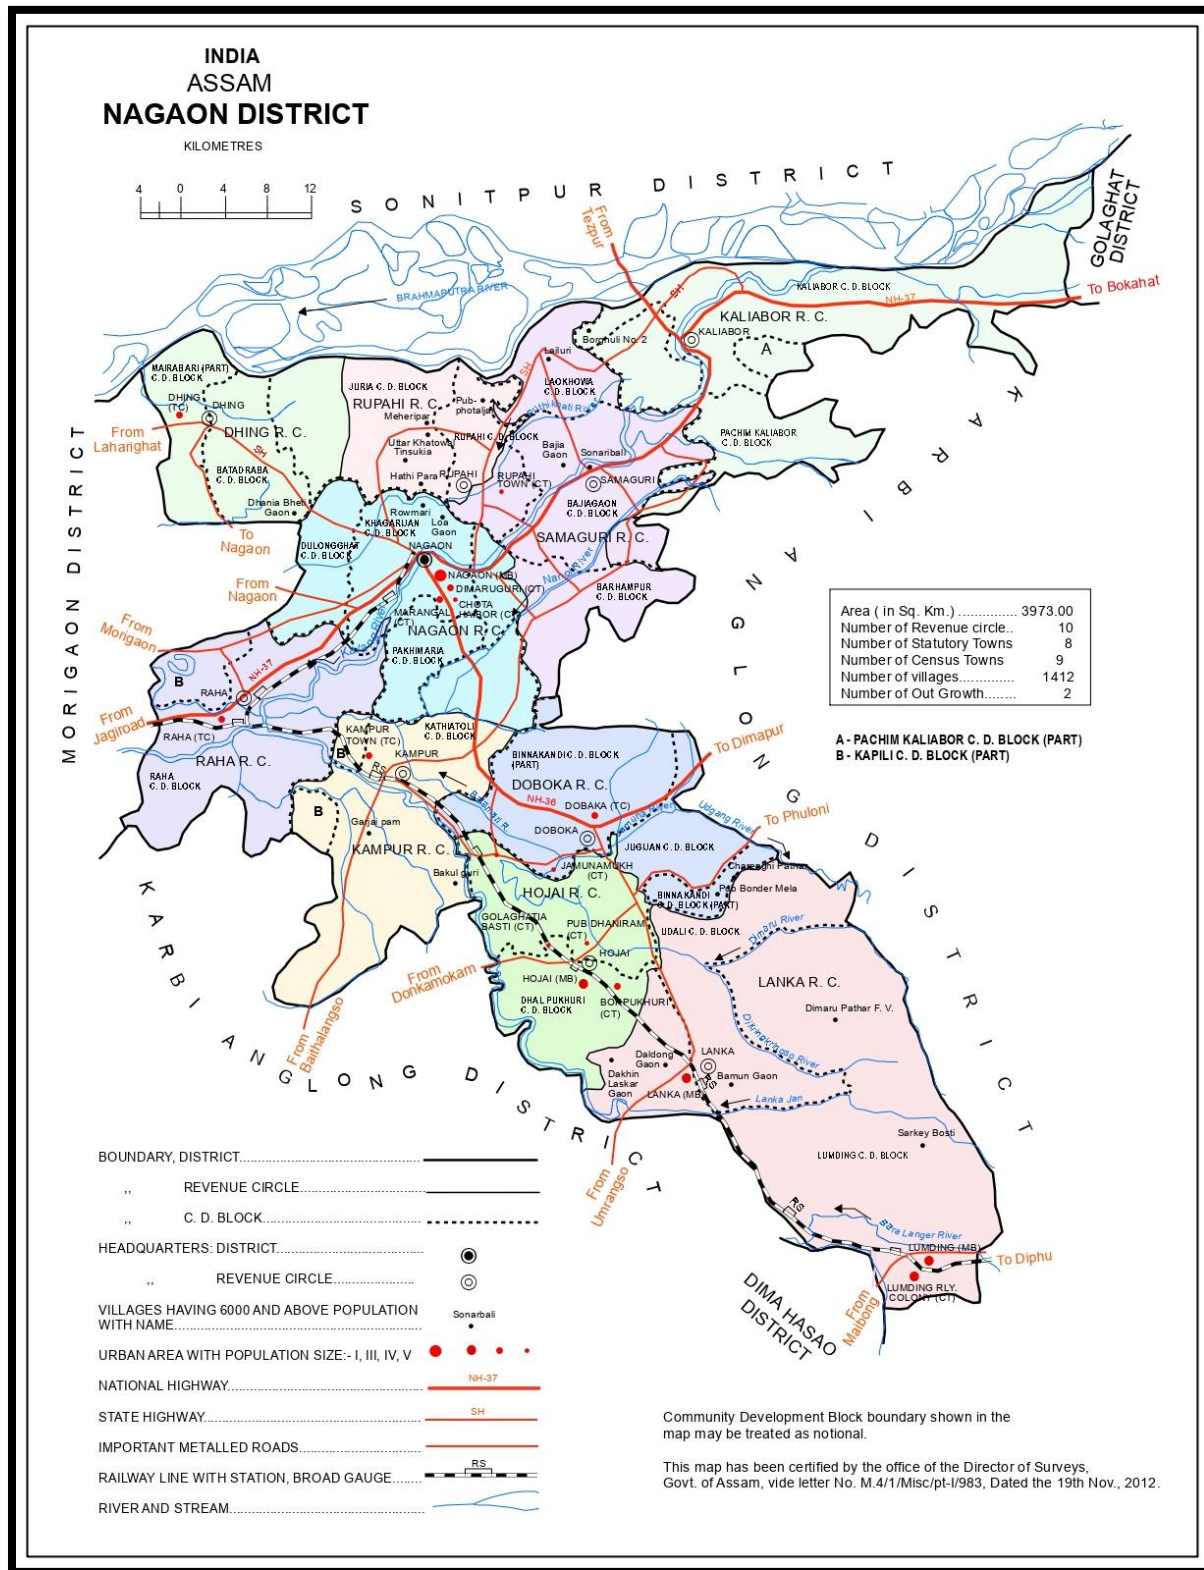 INDIA
ASSAM
NAGAON DISTRICT
KILOMETRES
4 0 4 8 12
SONITPUR DISTRICT
GOLAGHAT
DISTRICT
From
Tezpur
To Bokahat
BRAHMAPUTRA RIVER
KALIABOR C. D. BLOCK
NH-37
SH
KALIABOR R. C.
KALIABOR
A
Lailuri
LAOKHOWA
C. D. BLOCK
SH
MAIRABARI (PART)
C. D. BLOCK
DHING
(TC)
DHING
DHING R. C.
From
Laharighat
SH
BATADRABA
C. D. BLOCK
Dhania Bheti
Gaon
To
Nagaon
JURIA C. D. BLOCK
RUPAHI R. C.
Pub-
Meheripar
Uttar Khatowal
Tinsukia
RUPAHI C. D. BLOCK
Hathi Para
RUPAHI
RUPAHI
TOWN (CT)
Bajia
Gaon
Sonaribali
SAMAGURI
PACHIM KALIABOR
C. D. BLOCK
BAJIAGAON
C. D. BLOCK
SAMAGURI R. C.
BARHAMPUR
C. D. BLOCK
Rowmari
Loa
Gaon
KHAGARIJAN
C. D. BLOCK
DULONGGHAT
C. D. BLOCK
NAGAON
NAGAON (MB)
DIMARUGURI (CT)
CHOTA
HAIBOR (CT)
MARANGAL
(CT)
NAGAON R. C.
PAKHIMARIA
C. D. BLOCK
From
Nagaon
From
Morigaon
MORIGAON DISTRICT
KARBI ANGLONG DISTRICT
B
RAHA
NH-37
From
Jagiroad
RAHA (TC)
RAHA R. C.
RAHA
C. D. BLOCK
KAMPUR
TOWN (TC)
KATHIATOLI
C. D. BLOCK
KAMPUR
B
RS
B
KAMPUR R. C.
Bakul guri
BINNAKANDI C. D. BLOCK
(PART)
DOBOKA R. C.
To Dimapur
NH-36
DOBAKA (TC)
DOBOKA
Udgang River
To Phuloni
JUGIJAN C. D. BLOCK
JAMUNAMUKH
(CT)
Pub Bonder Mela
BINNAKANDI
C. D. BLOCK (PART)
HOJAI R. C.
GOLAGHATIA
BASTI (CT)
PUB DHANIRAM
(CT)
HOJAI
HOJAI (MB)
DHALPUKHURI
C. D. BLOCK
BORPUKHURI
(CT)
From
Donkamokam
From
Baithalangso
UDALI C. D. BLOCK
Dimaru River
LANKA R. C.
Dimaru Pathar F. V.
LANKA
Daldong
Gaon
Dakhin
Laskar
Gaon
Bamun Gaon
LANKA (MB)
RS
Lanka Jan
Sarkey Bosti
LUMDING C. D. BLOCK
From
Umrangso
RS
LUMDING (MB)
To Diphu
LUMDING RLY.
COLONY (CT)
From
Maibong
DIMA HASAO
DISTRICT
KARBI ANGLONG DISTRICT
Area ( in Sq. Km.) ............... 3973.00
Number of Revenue circle.. 10
Number of Statutory Towns 8
Number of Census Towns 9
Number of villages.............. 1412
Number of Out Growth........ 2
A - PACHIM KALIABOR C. D. BLOCK (PART)
B - KAPILI C. D. BLOCK (PART)
BOUNDARY, DISTRICT
,, REVENUE CIRCLE
,, C. D. BLOCK
HEADQUARTERS: DISTRICT
,, REVENUE CIRCLE
VILLAGES HAVING 6000 AND ABOVE POPULATION
WITH NAME
Sonarbali
URBAN AREA WITH POPULATION SIZE:- I, III, IV, V
NATIONAL HIGHWAY
NH-37
STATE HIGHWAY
SH
IMPORTANT METALLED ROADS
RAILWAY LINE WITH STATION, BROAD GAUGE
RS
RIVER AND STREAM
Community Development Block boundary shown in the
map may be treated as notional.
This map has been certified by the office of the Director of Surveys,
Govt. of Assam, vide letter No. M.4/1/Misc/pt-I/983, Dated the 19th Nov., 2012.